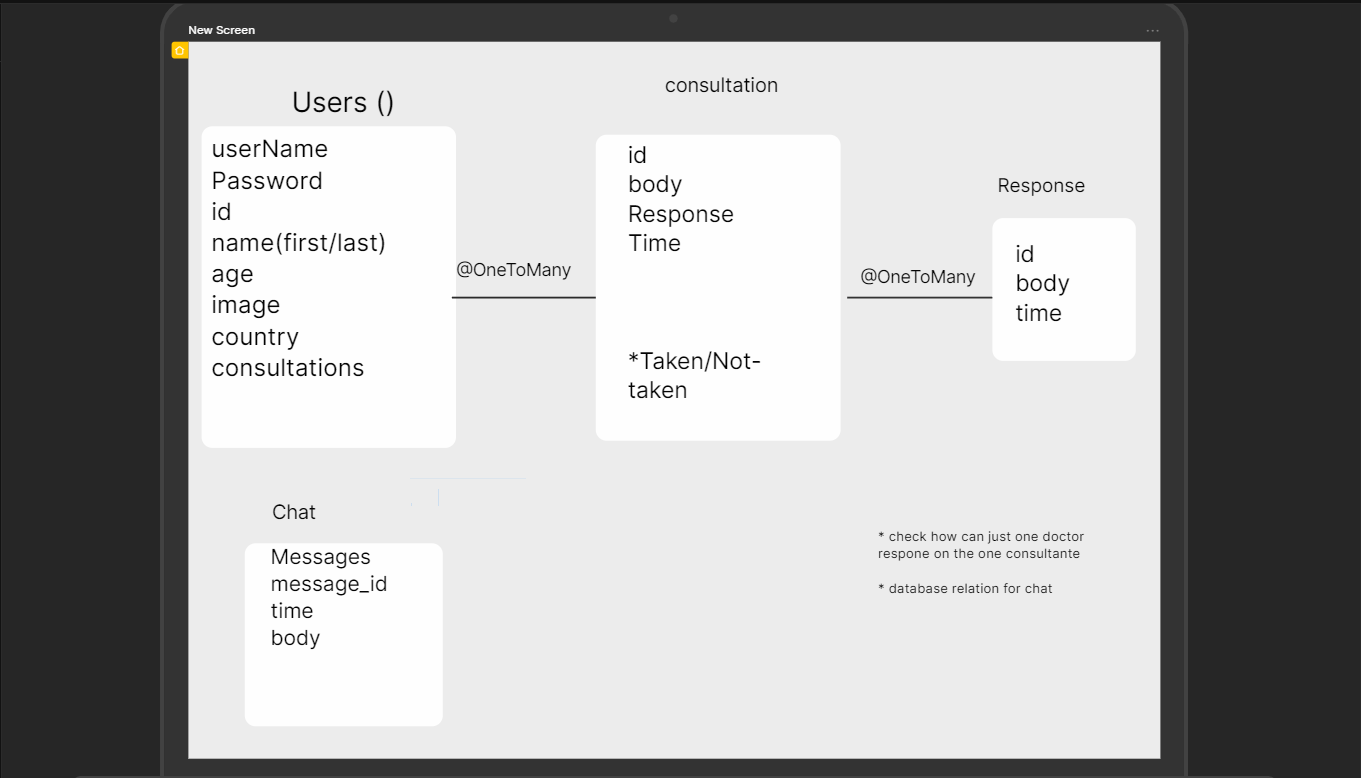 New Screen
Users ()
userName
Password
id
name(first/last)
age
image
country
consultations
@OneToMany
consultation
id
body
Response
Time
*Taken/Not-
taken
@OneToMany
Response
id
body
time
Chat
Messages
message_id
time
body
* check how can just one doctor
respone on the one consultante
* database relation for chat